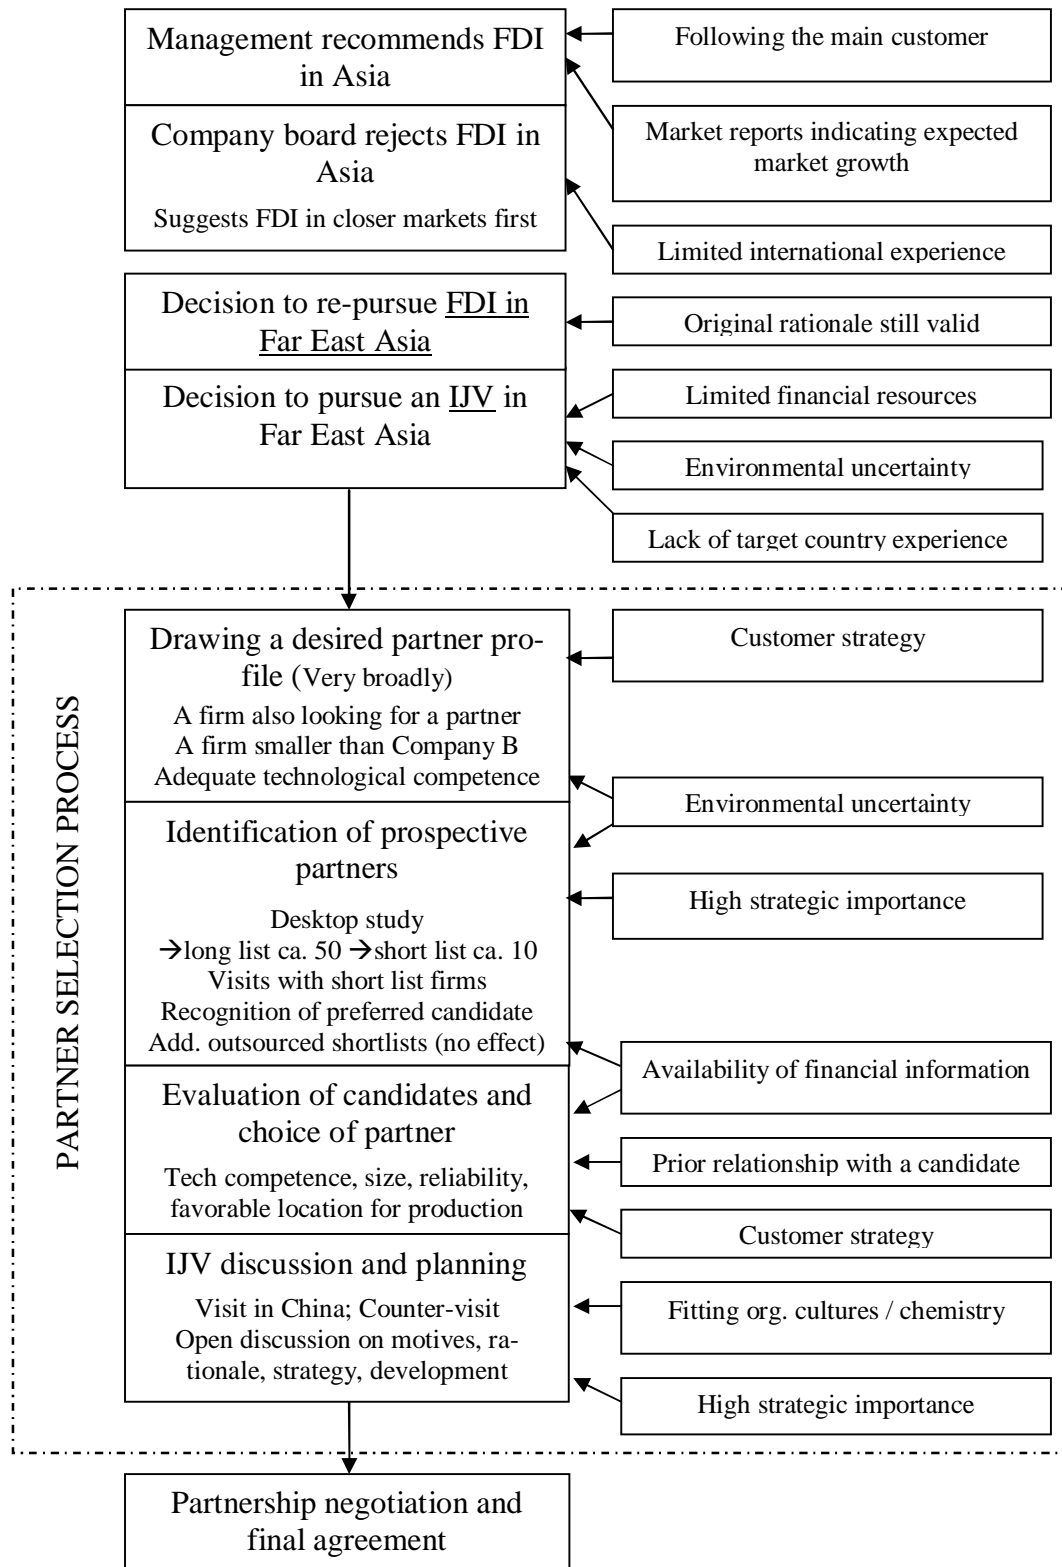 Management recommends FDI
in Asia
Following the main customer
Market reports indicating expected
market growth
Company board rejects FDI in
Asia
Suggests FDI in closer markets first
Limited international experience
Decision to re-pursue FDI in
Far East Asia
Original rationale still valid
Decision to pursue an IJV in
Far East Asia
Limited financial resources
Environmental uncertainty
Lack of target country experience
PARTNER SELECTION PROCESS
Drawing a desired partner pro-
file (Very broadly)
A firm also looking for a partner
A firm smaller than Company B
Adequate technological competence
Customer strategy
Environmental uncertainty
Identification of prospective
partners
Desktop study
→long list ca. 50 →short list ca. 10
Visits with short list firms
Recognition of preferred candidate
Add. outsourced shortlists (no effect)
High strategic importance
Availability of financial information
Evaluation of candidates and
choice of partner
Tech competence, size, reliability,
favorable location for production
Prior relationship with a candidate
Customer strategy
IJV discussion and planning
Visit in China; Counter-visit
Open discussion on motives, ra-
tionale, strategy, development
Fitting org. cultures / chemistry
High strategic importance
Partnership negotiation and
final agreement